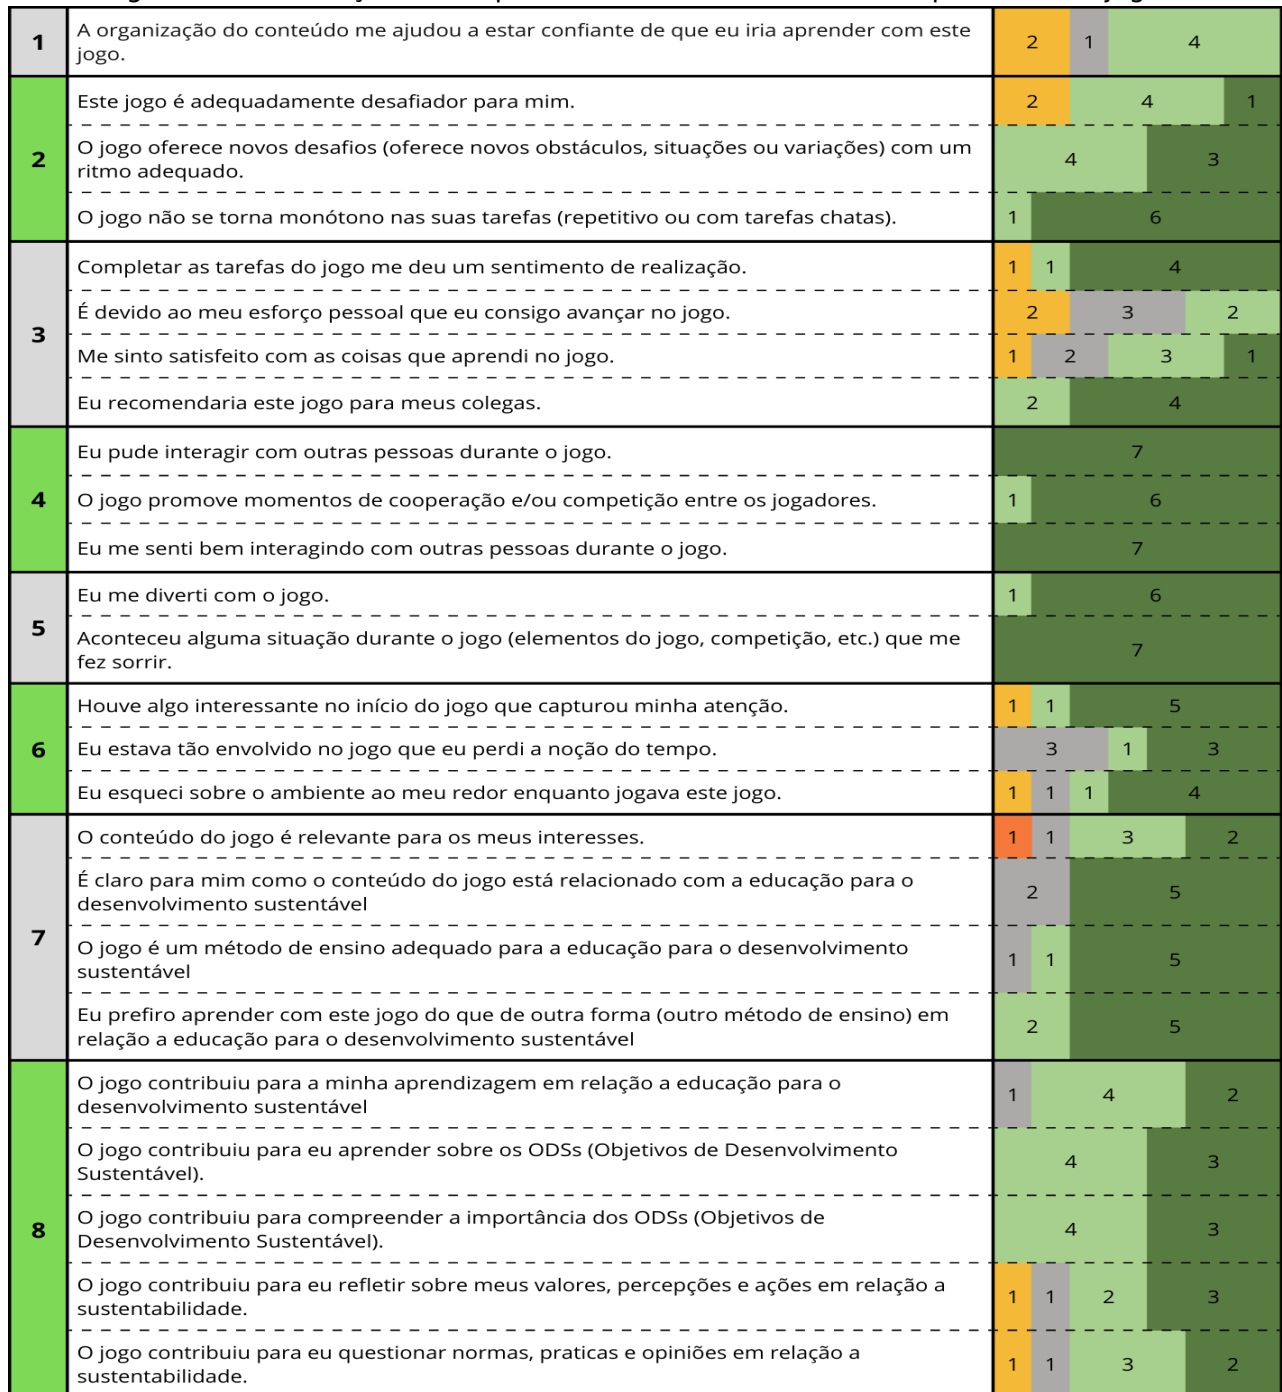 1
A organização do conteúdo me ajudou a estar confiante de que eu iria aprender com este
jogo.
2 1 4
2
Este jogo é adequadamente desafiador para mim.
2 4 1
O jogo oferece novos desafios (oferece novos obstáculos, situações ou variações) com um
ritmo adequado.
4 3
O jogo não se torna monótono nas suas tarefas (repetitivo ou com tarefas chatas).
1 6
3
Completar as tarefas do jogo me deu um sentimento de realização.
1 1 4
É devido ao meu esforço pessoal que eu consigo avançar no jogo.
2 3 2
Me sinto satisfeito com as coisas que aprendi no jogo.
1 2 3 1
Eu recomendaria este jogo para meus colegas.
2 4
4
Eu pude interagir com outras pessoas durante o jogo.
7
O jogo promove momentos de cooperação e/ou competição entre os jogadores.
1 6
Eu me senti bem interagindo com outras pessoas durante o jogo.
7
5
Eu me diverti com o jogo.
1 6
Aconteceu alguma situação durante o jogo (elementos do jogo, competição, etc.) que me
fez sorrir.
7
6
Houve algo interessante no início do jogo que capturou minha atenção.
1 1 5
Eu estava tão envolvido no jogo que eu perdi a noção do tempo.
3 1 3
Eu esqueci sobre o ambiente ao meu redor enquanto jogava este jogo.
1 1 1 4
7
O conteúdo do jogo é relevante para os meus interesses.
1 1 3 2
É claro para mim como o conteúdo do jogo está relacionado com a educação para o
desenvolvimento sustentável
2 5
O jogo é um método de ensino adequado para a educação para o desenvolvimento
sustentável
1 1 5
Eu prefiro aprender com este jogo do que de outra forma (outro método de ensino) em
relação a educação para o desenvolvimento sustentável
2 5
8
O jogo contribuiu para a minha aprendizagem em relação a educação para o
desenvolvimento sustentável
1 4 2
O jogo contribuiu para eu aprender sobre os ODSs (Objetivos de Desenvolvimento
Sustentável).
4 3
O jogo contribuiu para compreender a importância dos ODSs (Objetivos de
Desenvolvimento Sustentável).
4 3
O jogo contribuiu para eu refletir sobre meus valores, percepções e ações em relação a
sustentabilidade.
1 1 2 3
O jogo contribuiu para eu questionar normas, praticas e opiniões em relação a
sustentabilidade.
1 1 3 2